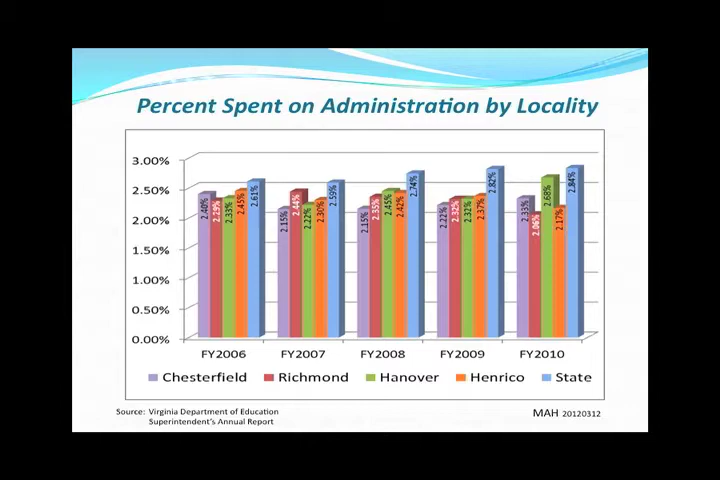 Percent Spent on Administration by Locality
3.00%
2.50%
2.00%
1.50%
1.00%
0.50%
0.00%
2.40% 2.29% 2.33% 2.45% 2.61%
2.15% 2.44% 2.22% 2.30% 2.59%
2.15% 2.35% 2.45% 2.42% 2.74%
2.22% 2.32% 2.32% 2.37% 2.82%
2.33% 2.06% 2.68% 2.17% 2.84%
FY2006 FY2007 FY2008 FY2009 FY2010
Chesterfield Richmond Hanover Henrico State
Source: Virginia Department of Education
Superintendent's Annual Report
MAH 20120312